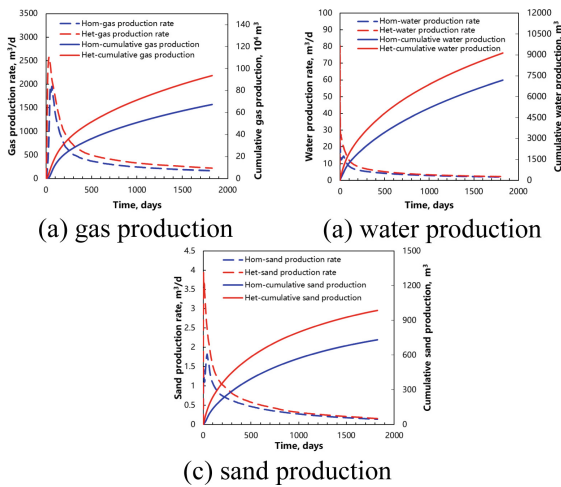 Hom-gas production rate
Het-gas production rate
Hom-cumulative gas production
Het-cumulative gas production
Gas production rate, m³/d
3500
3000
2500
2000
1500
1000
500
0
140
120
100
80
60
40
20
0
Cumulative gas production, 10⁴ m³
0 500 1000 1500 2000
Time, days
(a) gas production
Hom-water production rate
Het-water production rate
Hom-cumulative water production
Het-cumulative water production
Water production rate, m³/d
100
90
80
70
60
50
40
30
20
10
0
12000
10500
9000
7500
6000
4500
3000
1500
0
Cumulative water production, m³
0 500 1000 1500 2000
Time, days
(a) water production
Hom-sand production rate
Het-sand production rate
Hom-cumulative sand production
Het-cumulative sand production
Sand production rate, m³/d
4.5
4
3.5
3
2.5
2
1.5
1
0.5
0
1500
1200
900
600
300
0
Cumulative sand production, m³
0 500 1000 1500 2000
Time, days
(c) sand production